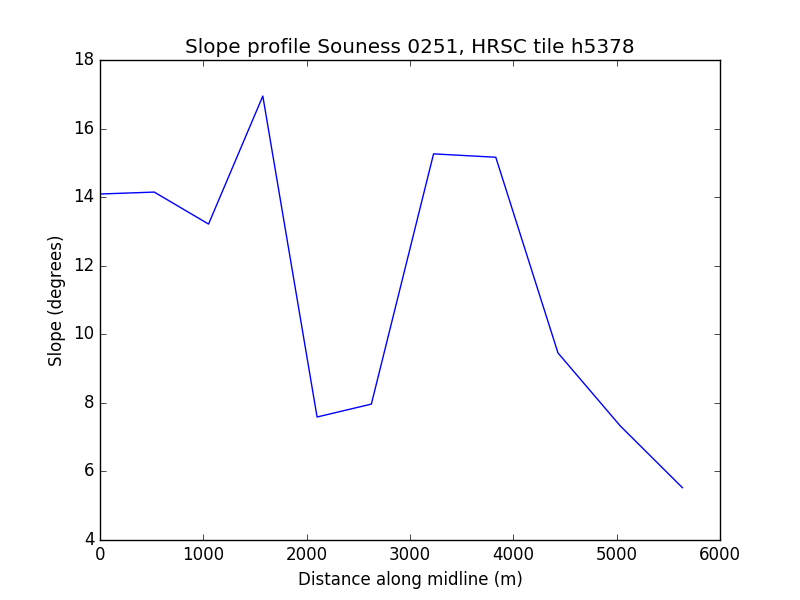 Slope profile Souness 0251, HRSC tile h5378
18
16
14
12
10
8
6
4
Slope (degrees)
0 1000 2000 3000 4000 5000 6000
Distance along midline (m)